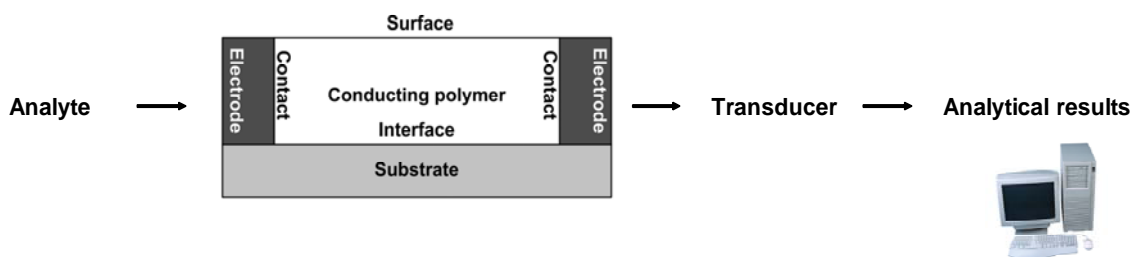 Analyte
Surface
Electrode
Contact
Conducting polymer
Interface
Contact
Electrode
Substrate
Transducer
Analytical results